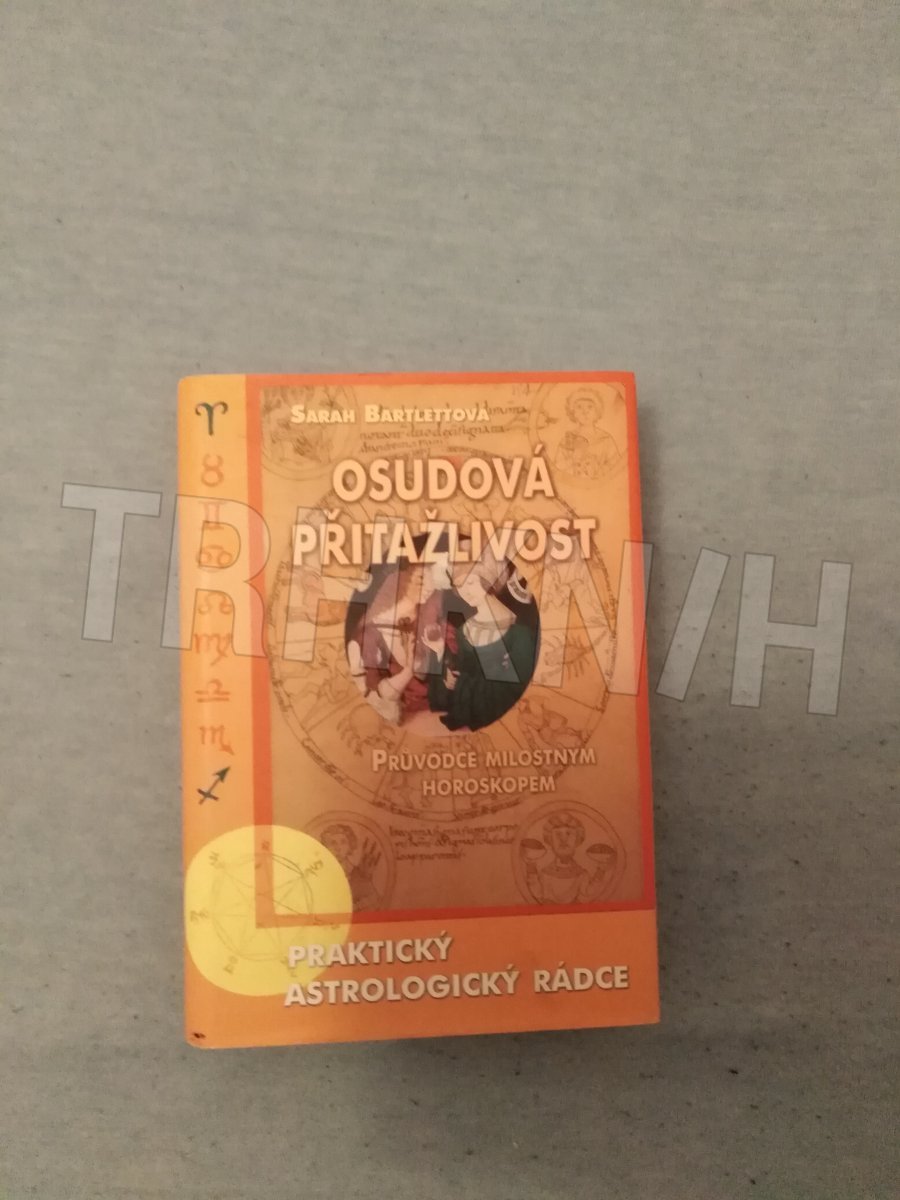 SARAH BARTLETTOVÁ
OSUDOVÁ
PŘITAŽLIVOST
PRŮVODCE MILOSTNÝM
HOROSKOPEM
PRAKTICKÝ
ASTROLOGICKÝ RÁDCE